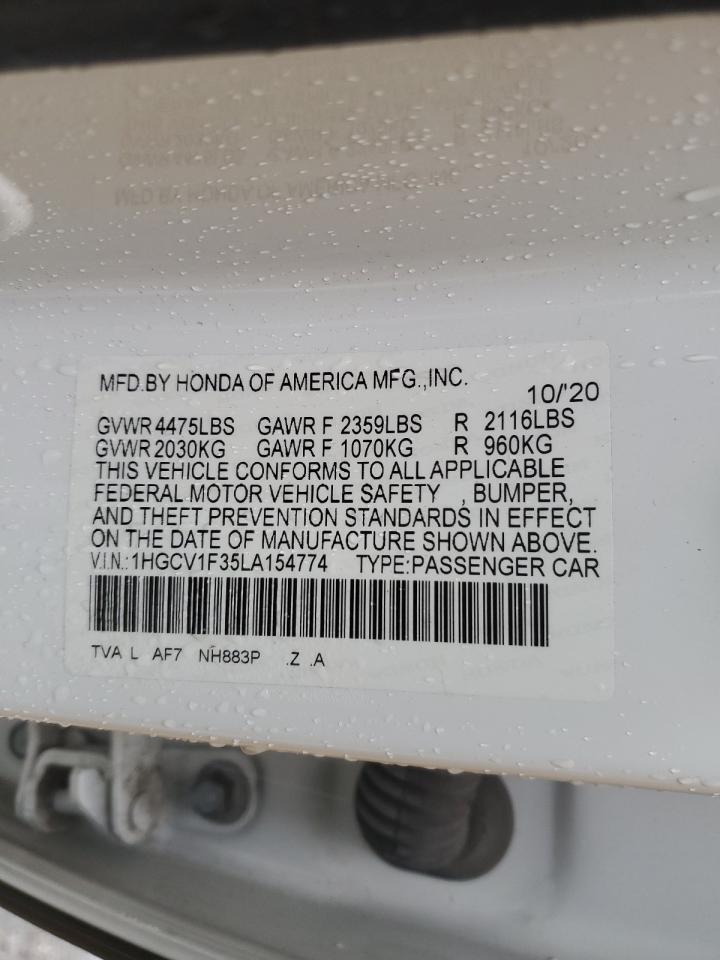 MFD.BY HONDA OF AMERICA MFG.,INC. 10/'20
GVWR 4475LBS GAWR F 2359LBS R 2116LBS
GVWR 2030KG GAWR F 1070KG R 960KG
THIS VEHICLE CONFORMS TO ALL APPLICABLE
FEDERAL MOTOR VEHICLE SAFETY , BUMPER,
AND THEFT PREVENTION STANDARDS IN EFFECT
ON THE DATE OF MANUFACTURE SHOWN ABOVE.
V.I.N.:1HGCV1F35LA154774 TYPE:PASSENGER CAR
TVA L AF7 NH883P .Z .A